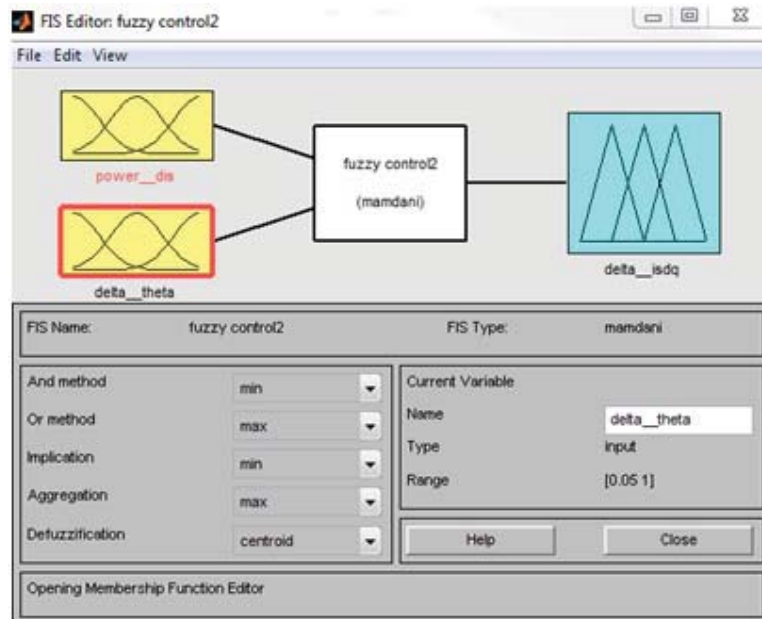 FIS Editor: fuzzy control2
File Edit View
power__dis
delta__theta
fuzzy control2
(mamdani)
delta__isdq
FIS Name: fuzzy control2 FIS Type: mamdani
And method min
Or method max
Implication min
Aggregation max
Defuzzification centroid
Current Variable
Name delta__theta
Type input
Range [0.05 1]
Help Close
Opening Membership Function Editor